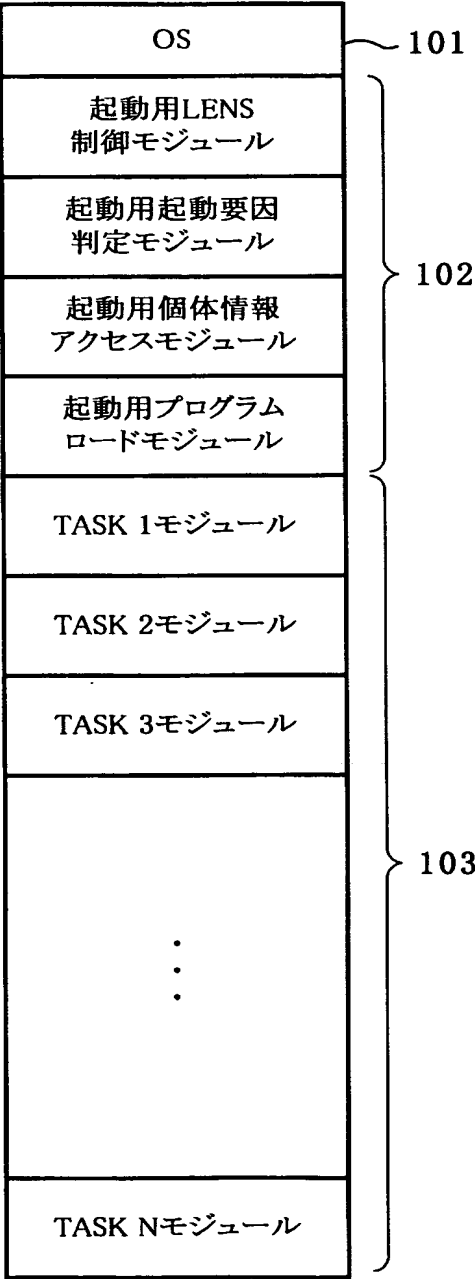 OS
101
起動用LENS
制御モジュール
起動用起動要因
判定モジュール
起動用個体情報
アクセスモジュール
起動用プログラム
ロードモジュール
102
TASK 1モジュール
TASK 2モジュール
TASK 3モジュール
103
TASK Nモジュール